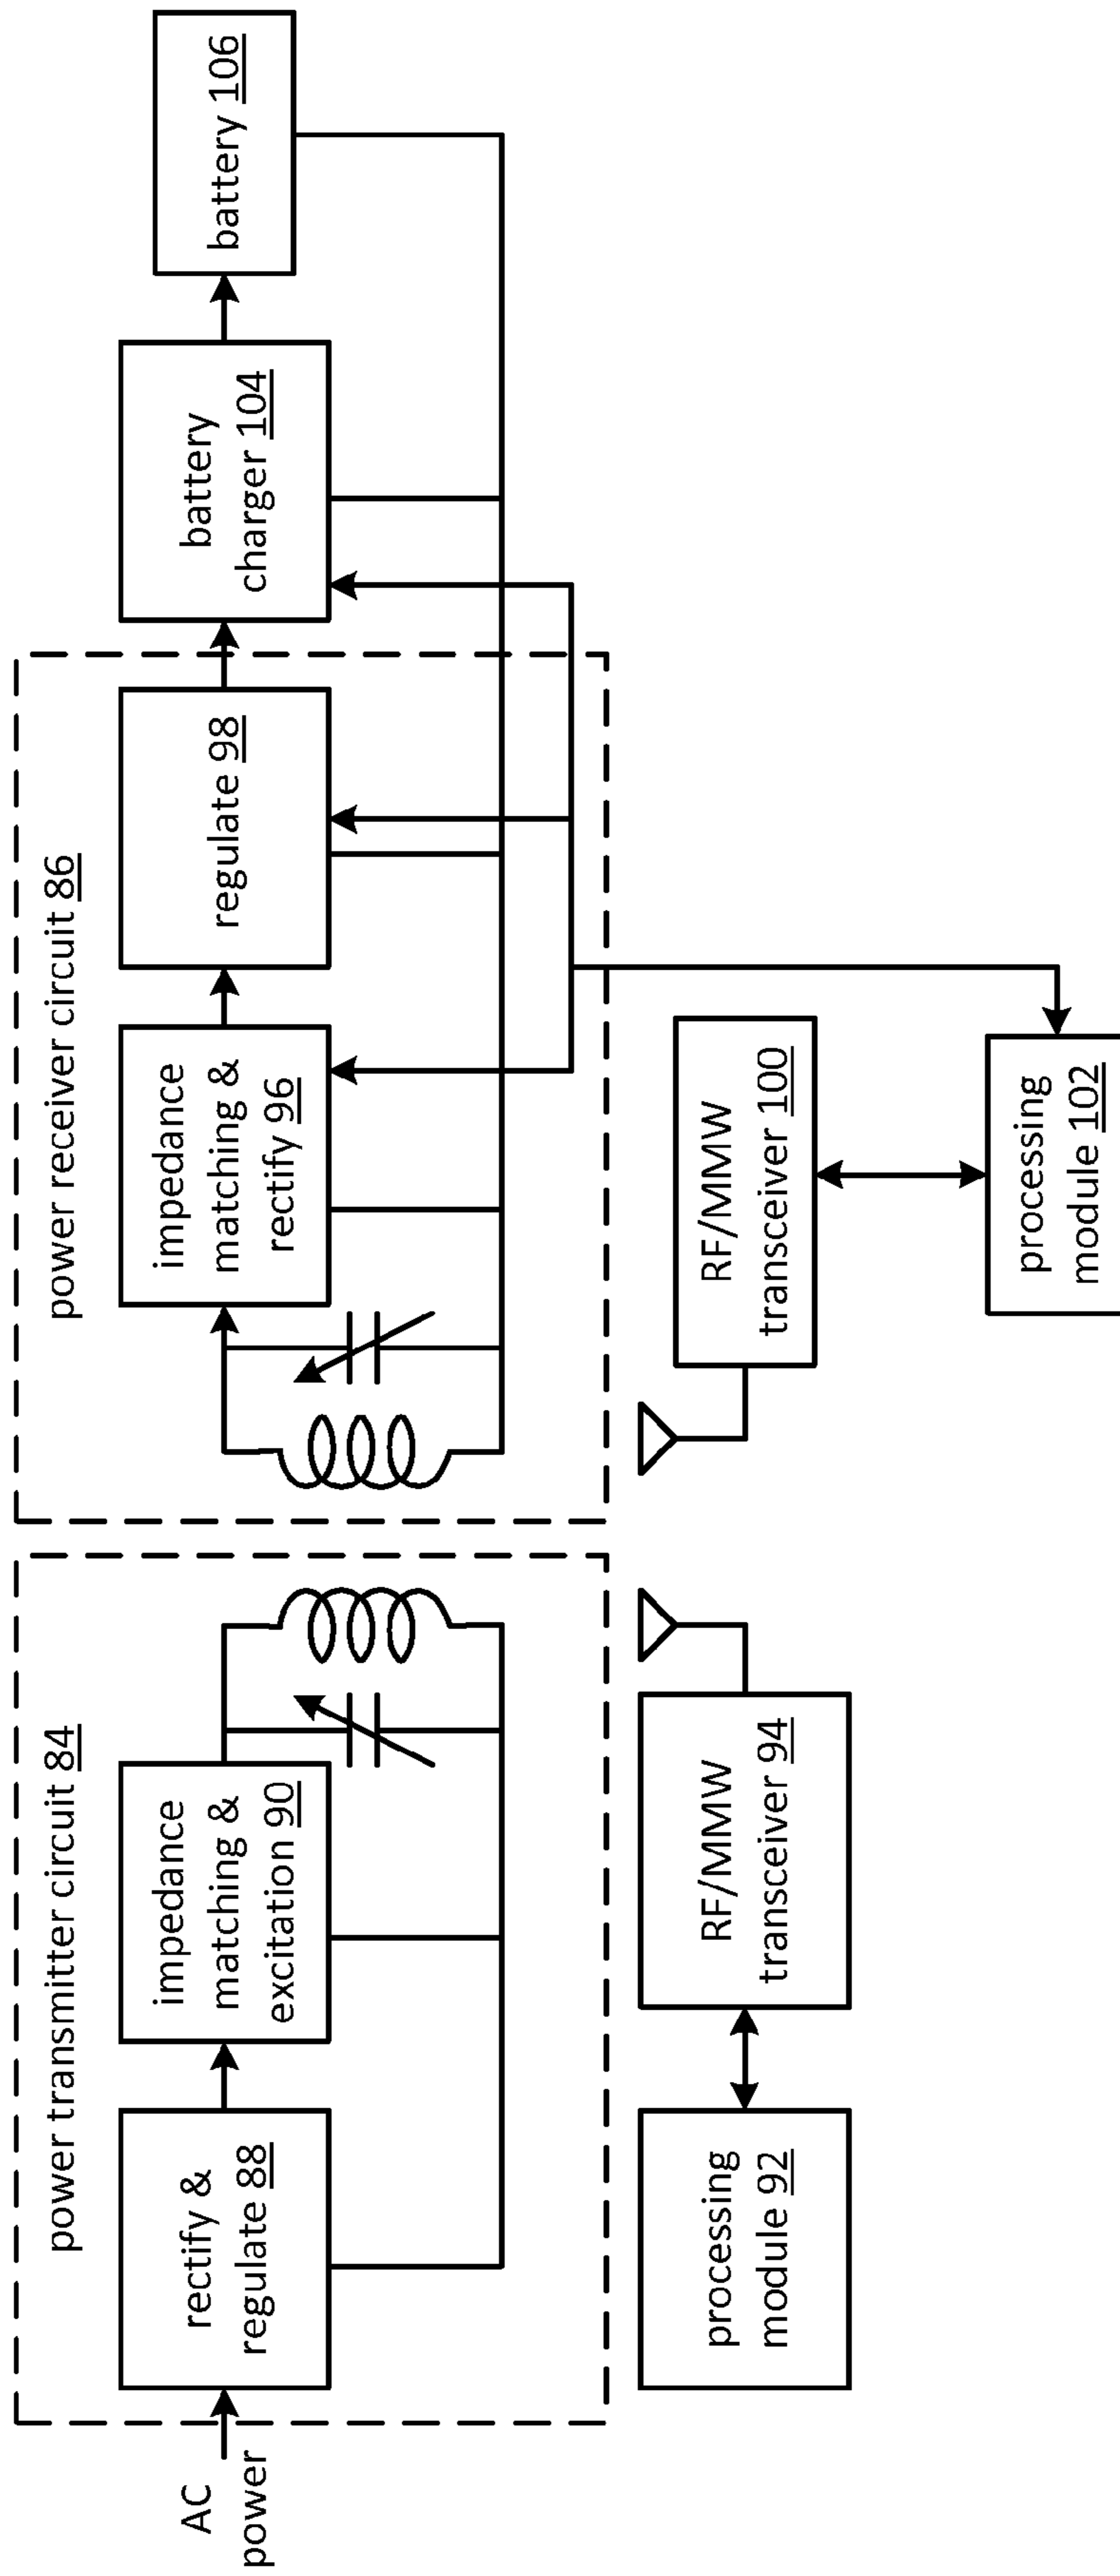 power transmitter circuit 84
power receiver circuit 86
AC
power
rectify &
regulate 88
impedance
matching &
excitation 90
impedance
matching &
rectify 96
regulate 98
battery
charger 104
battery 106
processing
module 92
RF/MMW
transceiver 94
RF/MMW
transceiver 100
processing
module 102